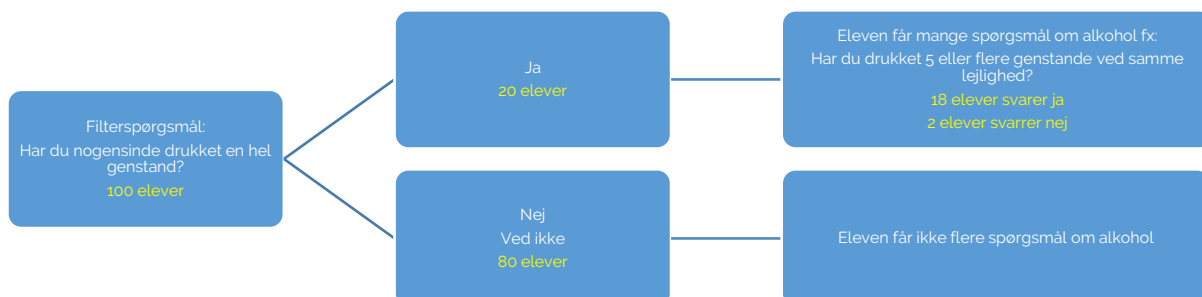 Filterspørgsmål:
Har du nogensinde drukket en hel
genstand?
100 elever
Ja
20 elever
Eleven får mange spørgsmål om alkohol fx:
Har du drukket 5 eller flere genstande ved samme
lejlighed?
18 elever svarer ja
2 elever svarrer nej
Nej
Ved ikke
80 elever
Eleven får ikke flere spørgsmål om alkohol